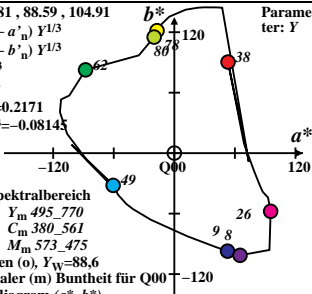 81 , 88.59 , 104.91
b*
Parame-
ter: Y
– a’n) Y1/3
– b’n) Y1/3
120
78
80
38
62
=0.2171
=−0.08145
a*
−120
Q00
120
49
pektralbereich
Ym 495_770
Cm 380_561
Mm 573_475
26
9 8
en (o), YW=88,6
aler (m) Buntheit für Q00
−120